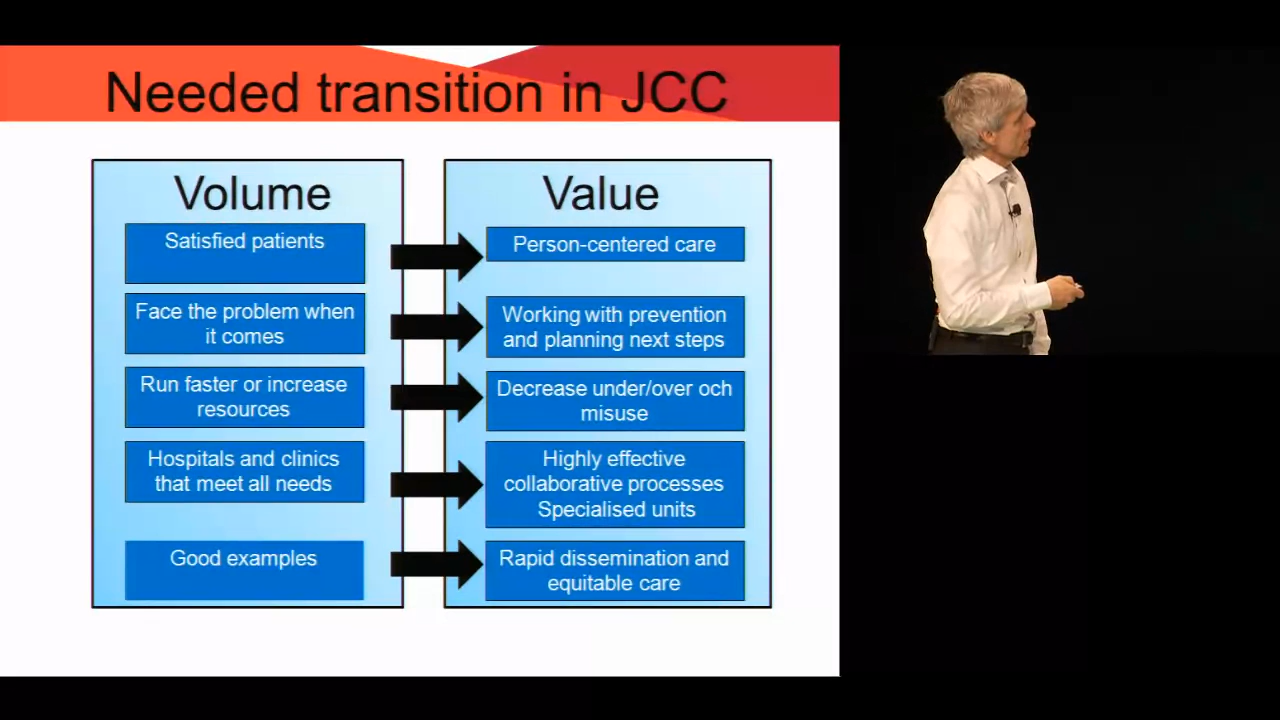 Needed transition in JCC
Volume
Satisfied patients
Face the problem when
it comes
Run faster or increase
resources
Hospitals and clinics
that meet all needs
Good examples
Value
Person-centered care
Working with prevention
and planning next steps
Decrease under/over och
misuse
Highly effective
collaborative processes
Specialised units
Rapid dissemination and
equitable care